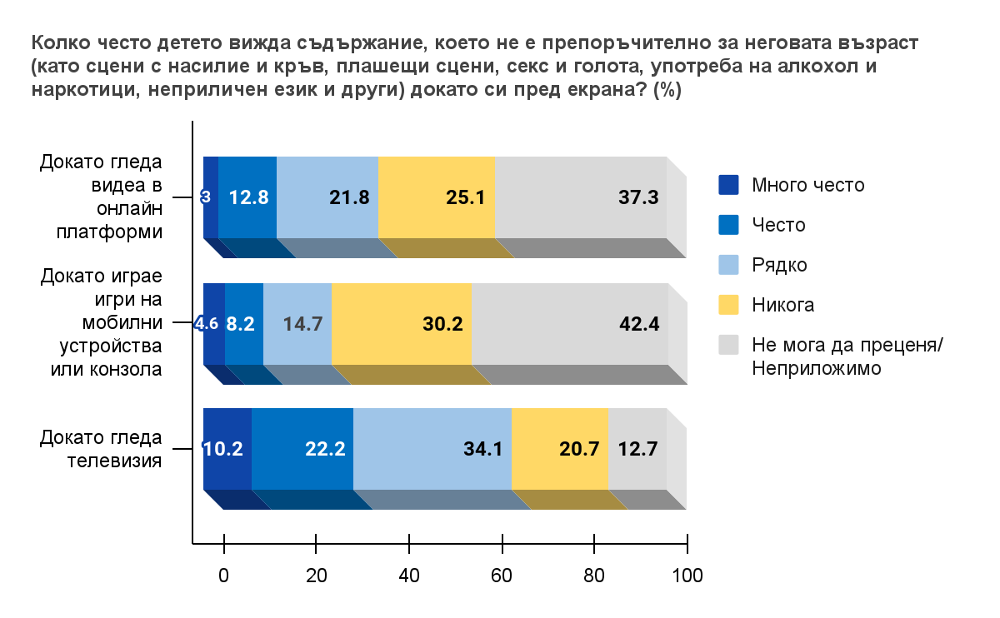 Колко често детето вижда съдържание, което не е препоръчително за неговата възраст
(като сцени с насилие и кръв, плашещи сцени, секс и голота, употреба на алкохол и
наркотици, неприличен език и други) докато си пред екрана? (%)
Докато гледа
видеа в
онлайн
платформи
3
12.8
21.8
25.1
37.3
Докато играе
игри на
мобилни
устройства
или конзола
4.6
8.2
14.7
30.2
42.4
Докато гледа
телевизия
10.2
22.2
34.1
20.7
12.7
0
20
40
60
80
100
Много често
Често
Рядко
Никога
Не мога да преценя/
Неприложимо